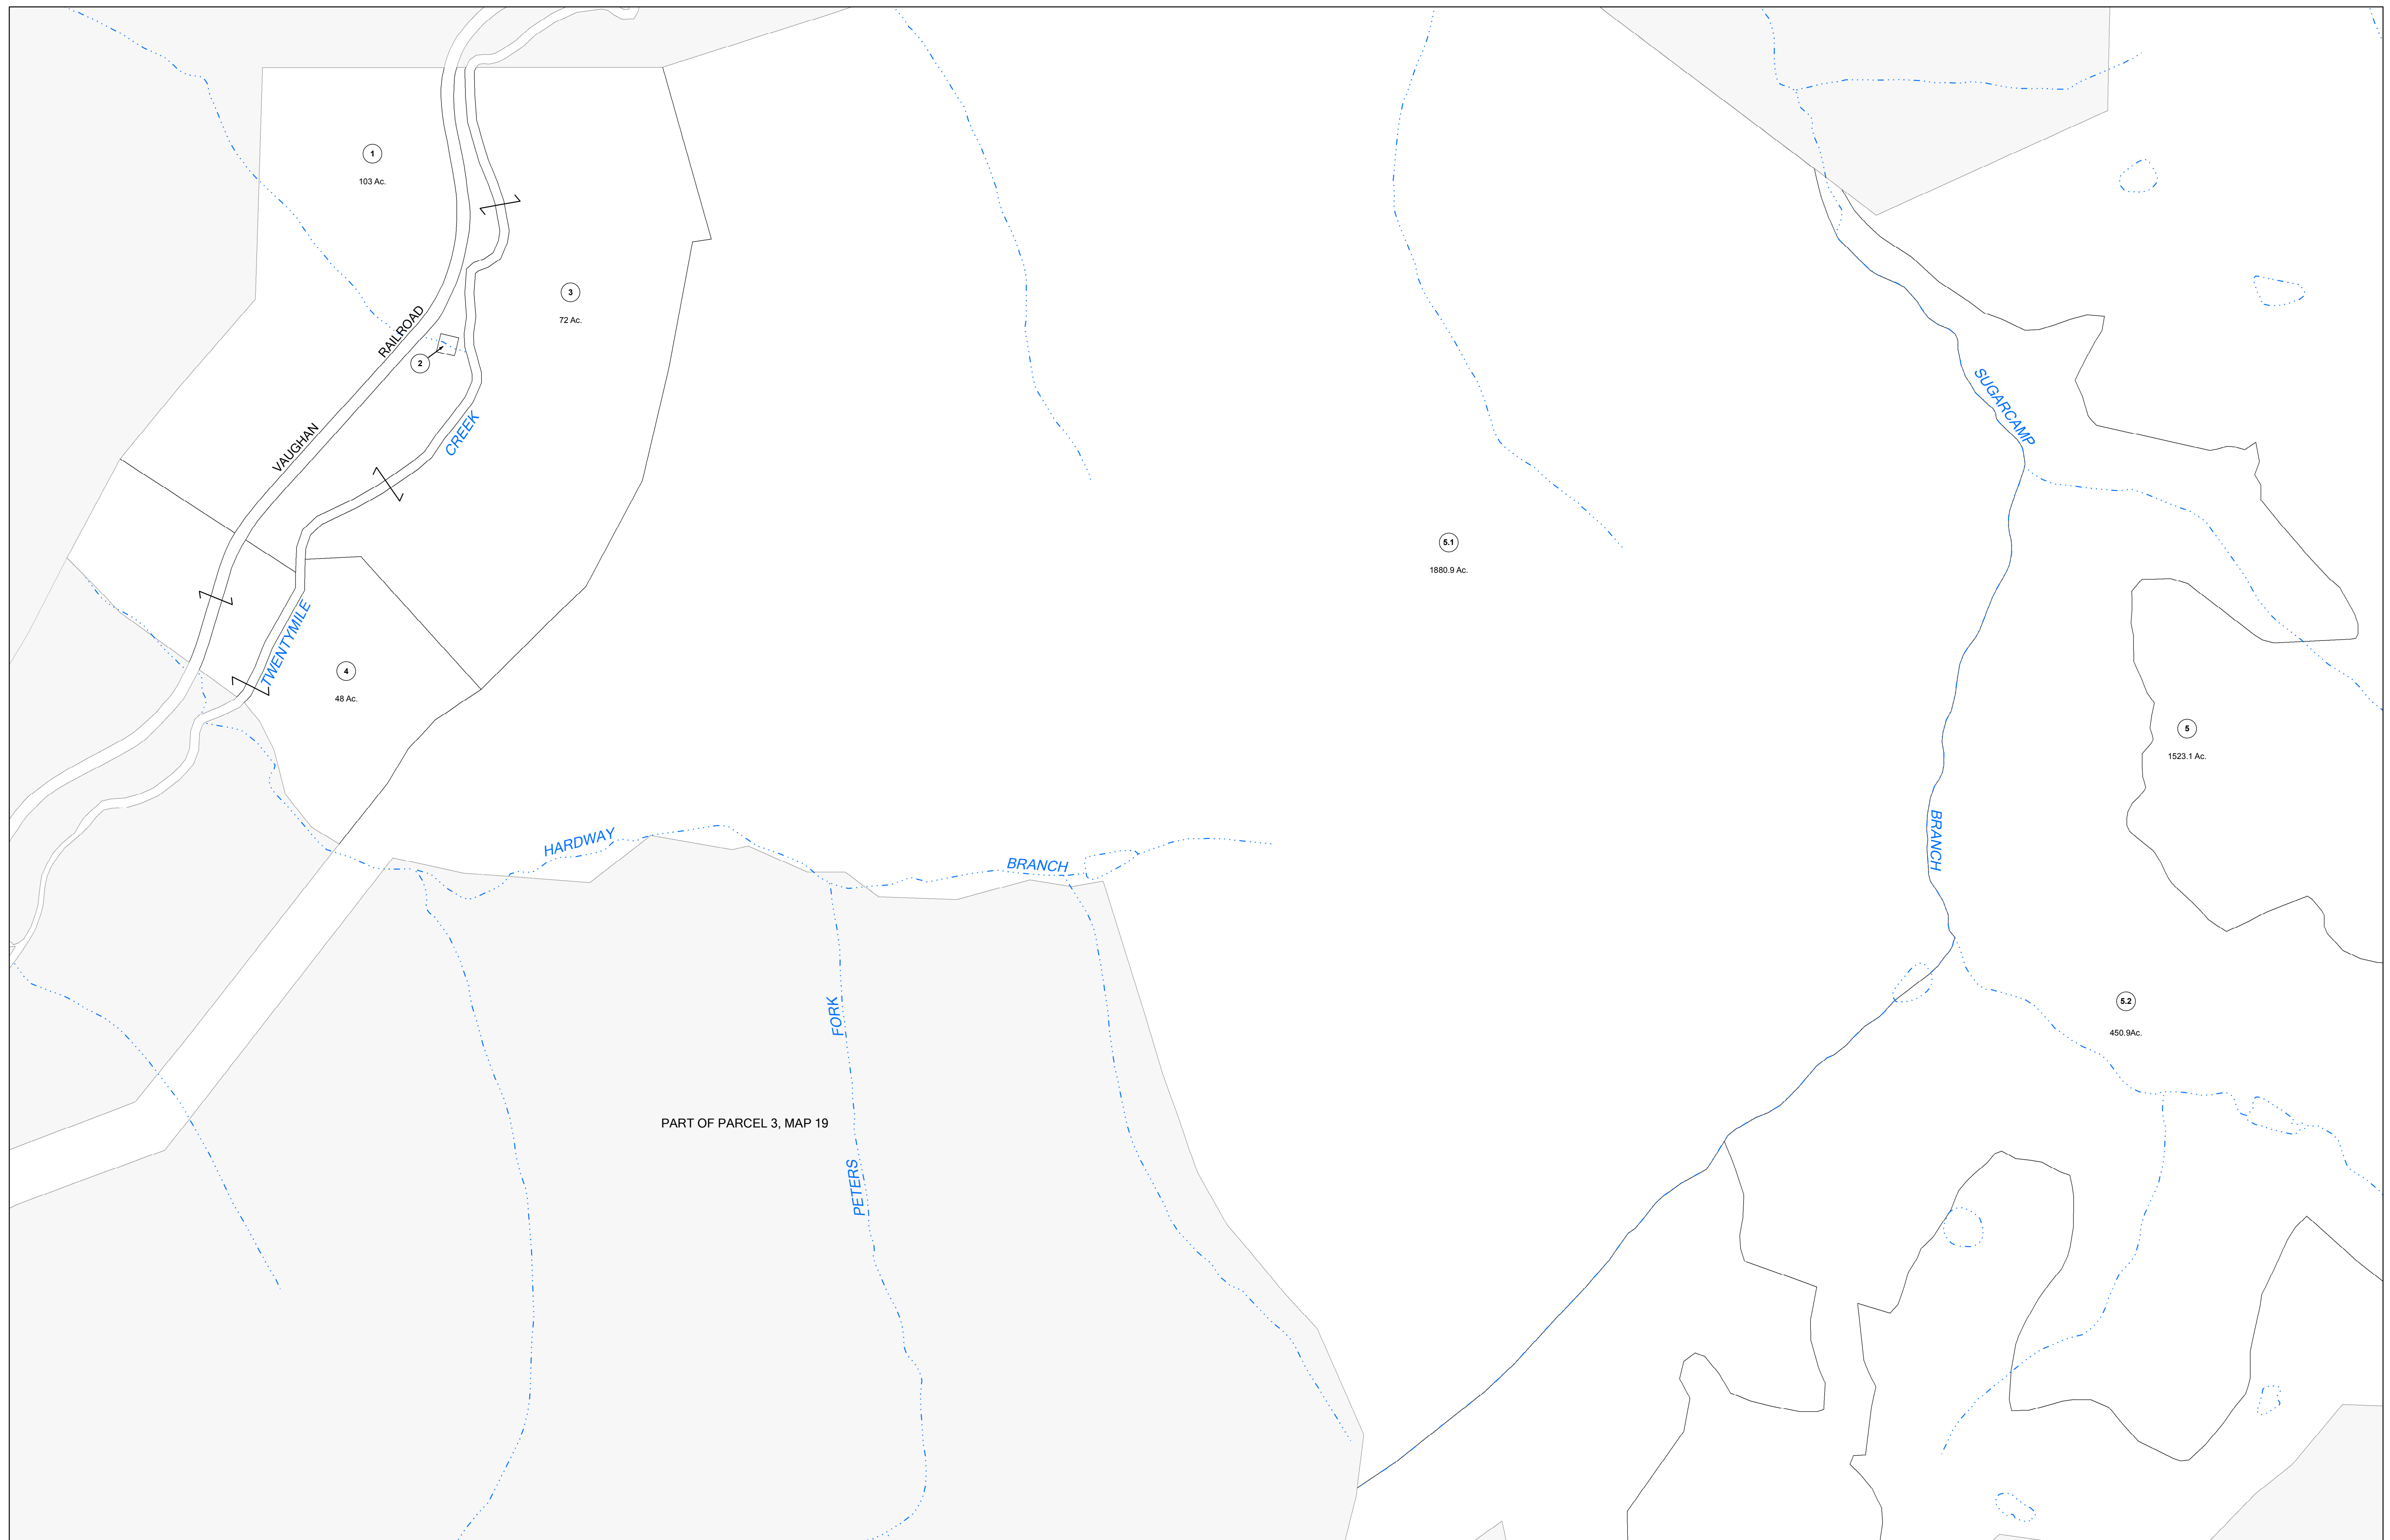 1
103 Ac.
3
72 Ac.
VAUGHAN RAILROAD
2
TWENTYMILE CREEK
5.1
1880.9 Ac.
SUGARCAMP BRANCH
4
48 Ac.
5
1523.1 Ac.
HARDWAY BRANCH
5.2
450.9Ac.
PETERS FORK
PART OF PARCEL 3, MAP 19